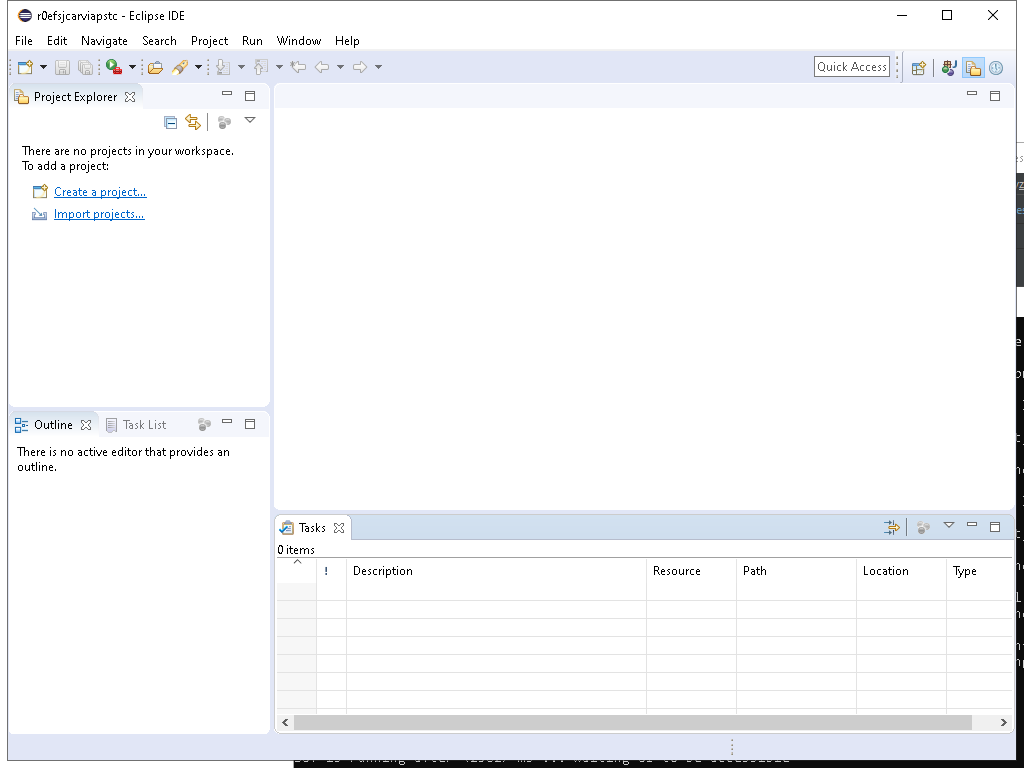 r0efsjcarviapstc - Eclipse IDE
File Edit Navigate Search Project Run Window Help
Quick Access
Project Explorer
There are no projects in your workspace.
To add a project:
Create a project...
Import projects...
Outline Task List
There is no active editor that provides an
outline.
Tasks
0 items
! Description Resource Path Location Type